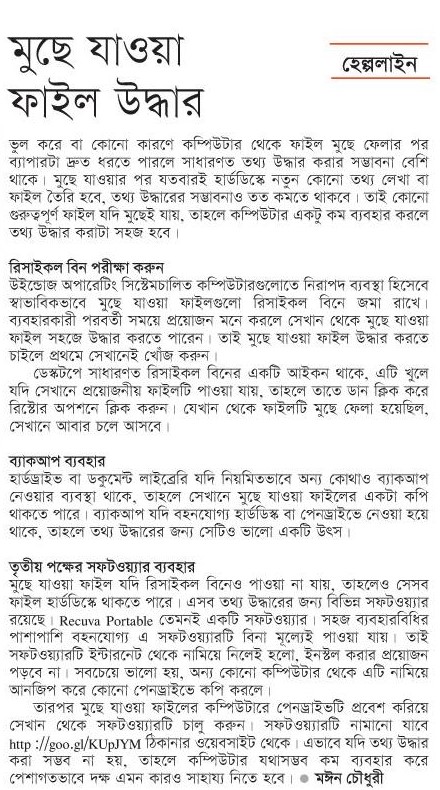 মুছে যাওয়া
ফাইল উদ্ধার
হেল্পলাইন
ভুল করে বা কোনো কারণে কম্পিউটার থেকে ফাইল মুছে ফেলার পর
ব্যাপারটা দ্রুত ধরতে পারলে সাধারণত তথ্য উদ্ধার করার সম্ভাবনা বেশি
থাকে। মুছে যাওয়ার পর যতবারই হার্ডডিস্কে নতুন কোনো তথ্য লেখা বা
ফাইল তৈরি হবে, তথ্য উদ্ধারের সম্ভাবনাও তত কমতে থাকবে। তাই কোনো
গুরুত্বপূর্ণ ফাইল যদি মুছেই যায়, তাহলে কম্পিউটার একটু কম ব্যবহার করলে
তথ্য উদ্ধার করাটা সহজ হবে।
রিসাইকল বিন পরীক্ষা করুন
উইন্ডোজ অপারেটিং সিস্টেমচালিত কম্পিউটারগুলোতে নিরাপদ ব্যবস্থা হিসেবে
স্বাভাবিকভাবে মুছে যাওয়া ফাইলগুলো রিসাইকল বিনে জমা রাখে।
ব্যবহারকারী পরবর্তী সময়ে প্রয়োজন মনে করলে সেখান থেকে মুছে যাওয়া
ফাইল সহজে উদ্ধার করতে পারেন। তাই মুছে যাওয়া ফাইল উদ্ধার করতে
চাইলে প্রথমে সেখানেই খোঁজ করুন।
ডেস্কটপে সাধারণত রিসাইকল বিনের একটি আইকন থাকে, এটি খুলে
যদি সেখানে প্রয়োজনীয় ফাইলটি পাওয়া যায়, তাহলে তাতে ডান ক্লিক করে
রিস্টোর অপশনে ক্লিক করুন। যেখান থেকে ফাইলটি মুছে ফেলা হয়েছিল,
সেখানে আবার চলে আসবে।
ব্যাকআপ ব্যবহার
হার্ডড্রাইভ বা ডকুমেন্ট লাইব্রেরি যদি নিয়মিতভাবে অন্য কোথাও ব্যাকআপ
নেওয়ার ব্যবস্থা থাকে, তাহলে সেখানে মুছে যাওয়া ফাইলের একটা কপি
থাকতে পারে। ব্যাকআপ যদি বহনযোগ্য হার্ডডিস্ক বা পেনড্রাইভে নেওয়া হয়ে
থাকে, তাহলে তথ্য উদ্ধারের জন্য সেটিও ভালো একটি উৎস।
তৃতীয় পক্ষের সফটওয়্যার ব্যবহার
মুছে যাওয়া ফাইল যদি রিসাইকল বিনেও পাওয়া না যায়, তাহলেও সেসব
ফাইল হার্ডডিস্কে থাকতে পারে। এসব তথ্য উদ্ধারের জন্য বিভিন্ন সফটওয়্যার
রয়েছে। Recuva Portable তেমনই একটি সফটওয়্যার। সহজ ব্যবহারবিধির
পাশাপাশি বহনযোগ্য এ সফটওয়্যারটি বিনা মূল্যেই পাওয়া যায়। তাই
সফটওয়্যারটি ইন্টারনেট থেকে নামিয়ে নিলেই হলো, ইনস্টল করার প্রয়োজন
পড়বে না। সবচেয়ে ভালো হয়, অন্য কোনো কম্পিউটার থেকে এটি নামিয়ে
আনজিপ করে কোনো পেনড্রাইভে কপি করলে।
তারপর মুছে যাওয়া ফাইলের কম্পিউটারে পেনড্রাইভটি প্রবেশ করিয়ে
সেখান থেকে সফটওয়্যারটি চালু করুন। সফটওয়্যারটি নামানো যাবে
http ://goo.gl/KUpJYM ঠিকানার ওয়েবসাইট থেকে। এভাবে যদি তথ্য উদ্ধার
করা সম্ভব না হয়, তাহলে কম্পিউটার যথাসম্ভব কম ব্যবহার করে
পেশাগতভাবে দক্ষ এমন কারও সাহায্য নিতে হবে। ● মঈন চৌধুরী